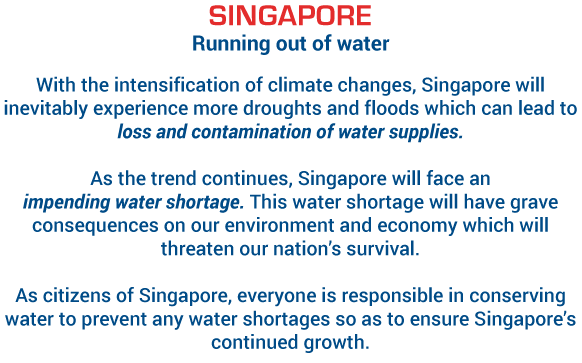 SINGAPORE
Running out of water
With the intensification of climate changes, Singapore will
inevitably experience more droughts and floods which can lead to
loss and contamination of water supplies.
As the trend continues, Singapore will face an
impending water shortage. This water shortage will have grave
consequences on our environment and economy which will
threaten our nation's survival.
As citizens of Singapore, everyone is responsible in conserving
water to prevent any water shortages so as to ensure Singapore's
continued growth.